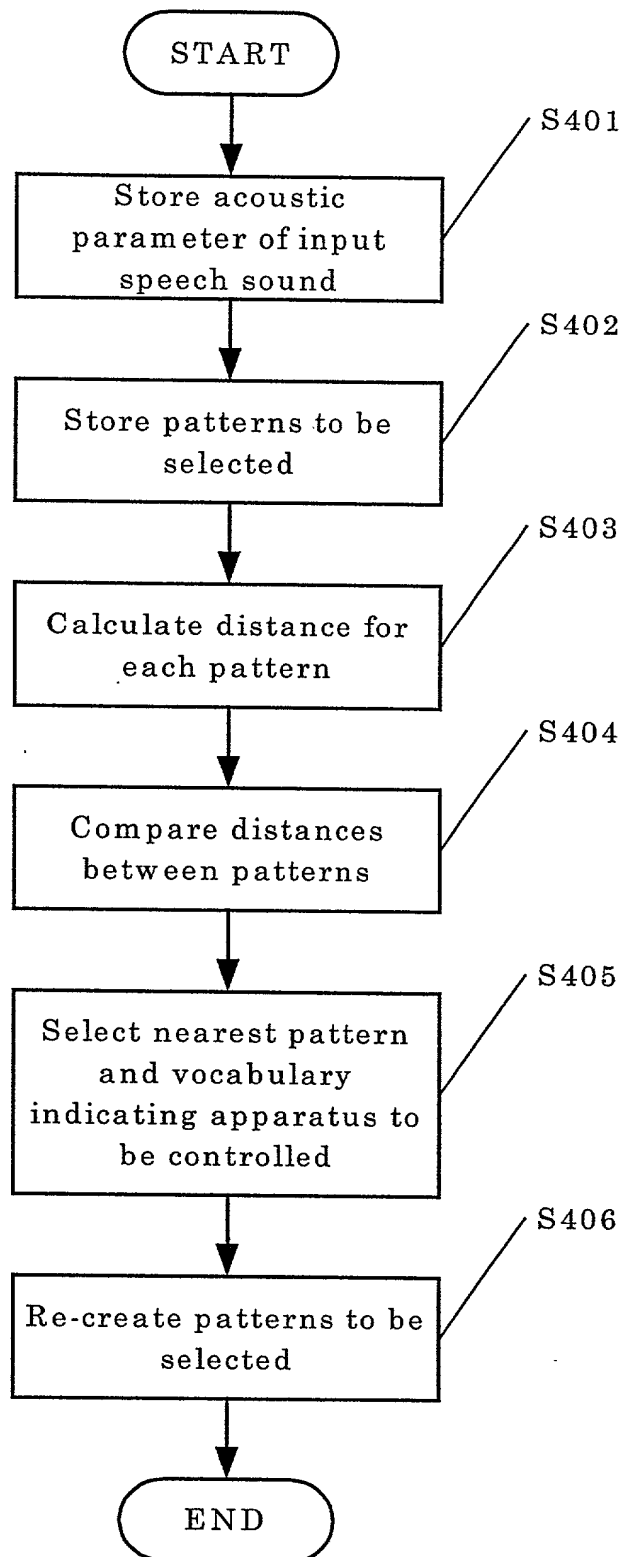 START
S401
Store acoustic
parameter of input
speech sound
S402
Store patterns to be
selected
S403
Calculate distance for
each pattern
S404
Compare distances
between patterns
S405
Select nearest pattern
and vocabulary
indicating apparatus to
be controlled
S406
Re-create patterns to be
selected
END